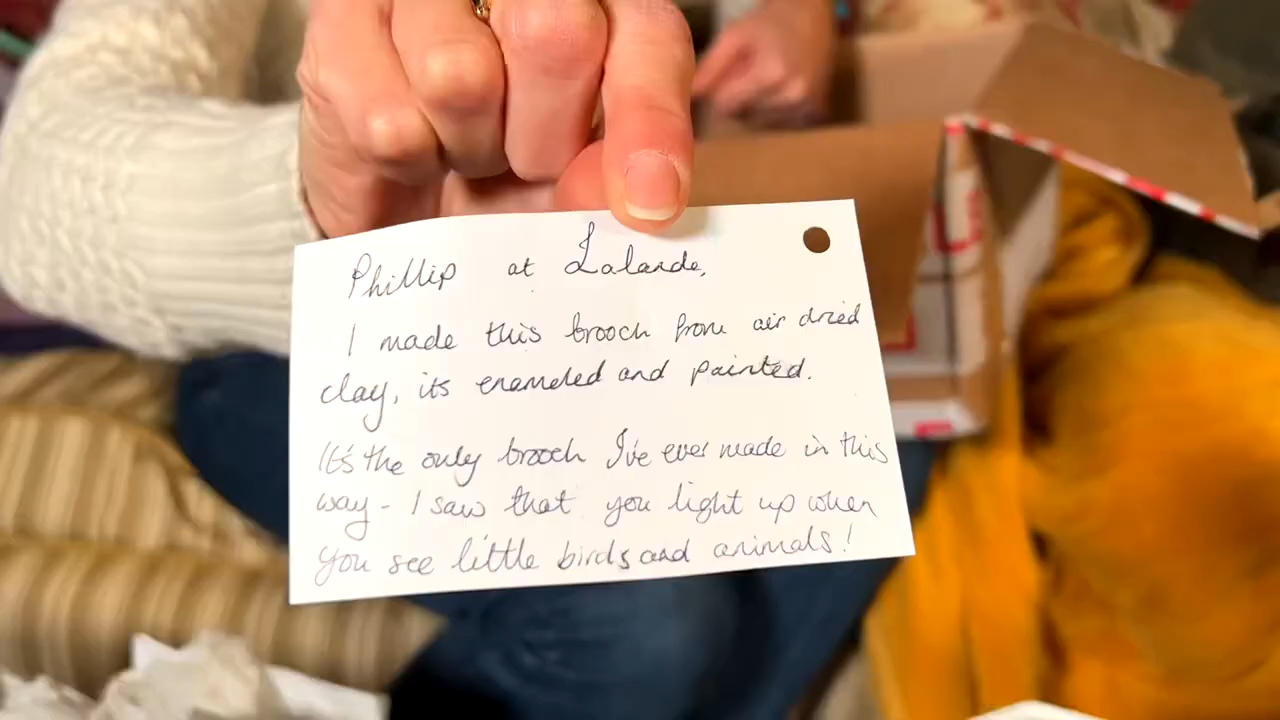 Phillip at Lalande,
I made this brooch from air dried
clay, its enameled and painted.
It's the only brooch I've ever made in this
way - I saw that you light up when
you see little birds and animals!